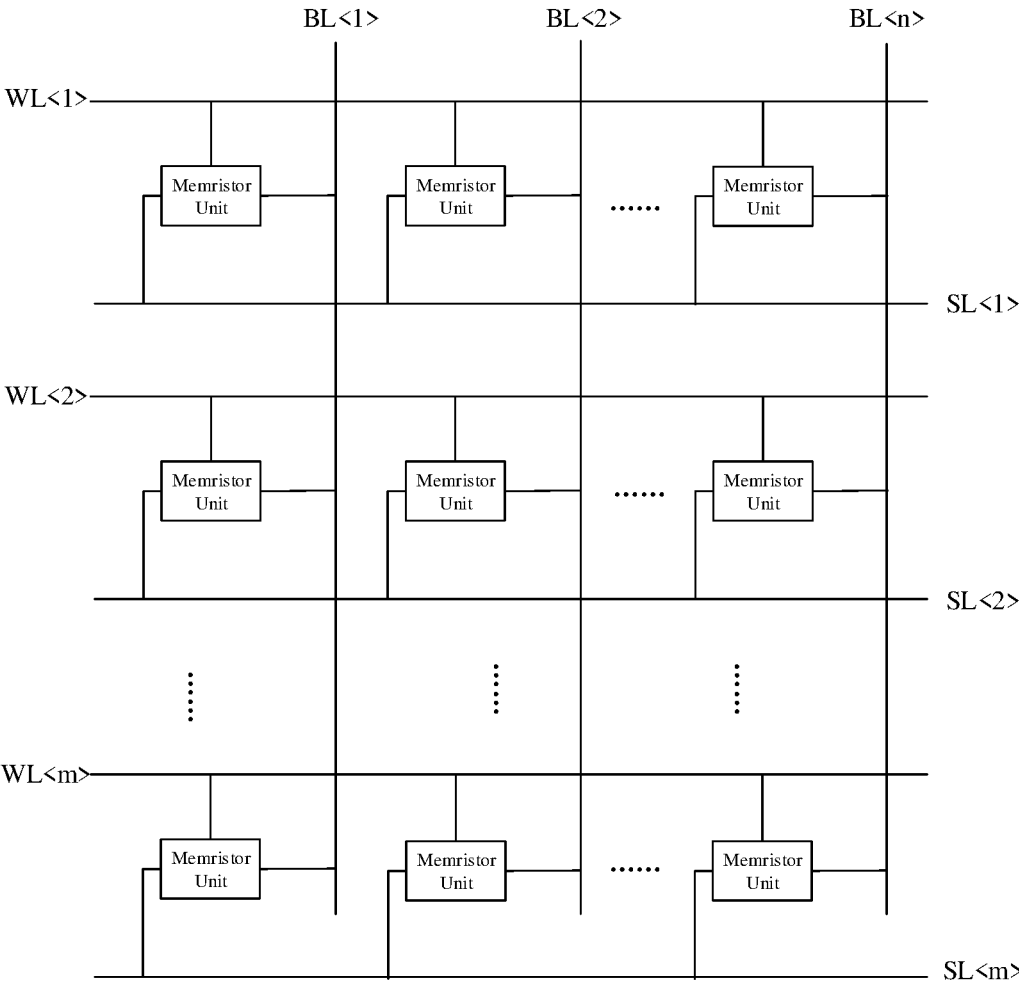 BL<1> BL<2> BL<n>
WL<1>
Memristor Unit Memristor Unit ...... Memristor Unit
SL<1>
WL<2>
Memristor Unit Memristor Unit ...... Memristor Unit
SL<2>
...... ...... ......
WL<m>
Memristor Unit Memristor Unit ...... Memristor Unit
SL<m>